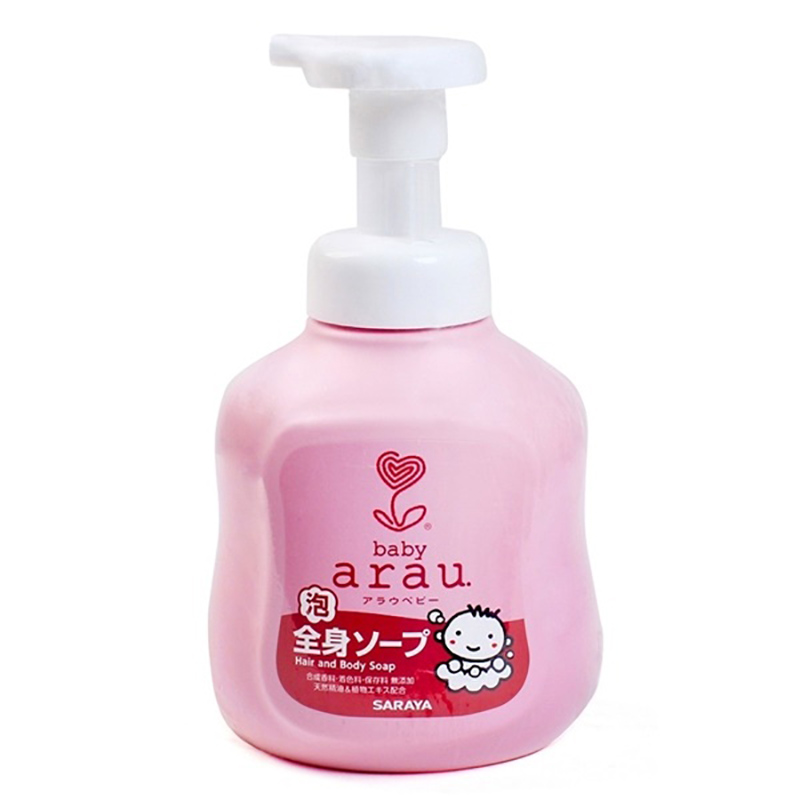 ®
baby
arau.
アラウベビー
泡
全身ソープ
Hair and Body Soap
合成香料・着色料・保存料 無添加
天然精油&植物エキス配合
SARAYA